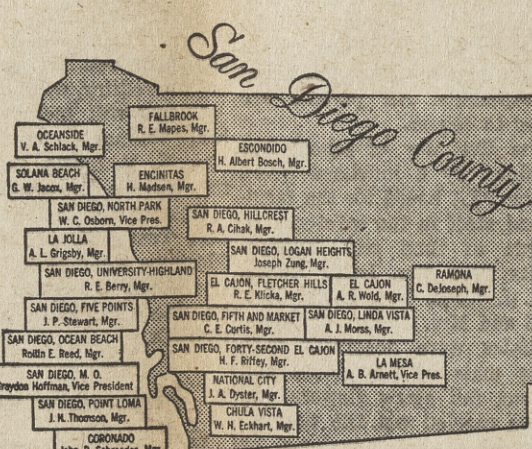 San Diego County
FALLBROOK
R. E. Mapes, Mgr.
OCEANSIDE
V. A. Schlack, Mgr.
ESCONDIDO
H. Albert Bosch, Mgr.
SOLANA BEACH
G. W. Jacox, Mgr.
ENCINITAS
H. Madsen, Mgr.
SAN DIEGO, NORTH PARK
W. C. Osborn, Vice Pres.
SAN DIEGO, HILLCREST
R. A. Cihak, Mgr.
LA JOLLA
A. L. Grigsby, Mgr.
SAN DIEGO, LOGAN HEIGHTS
Joseph Zung, Mgr.
SAN DIEGO, UNIVERSITY-HIGHLAND
R. E. Berry, Mgr.
EL CAJON, FLETCHER HILLS
R. E. Klicka, Mgr.
EL CAJON
A. R. Wold, Mgr.
RAMONA
C. DeJoseph, Mgr.
SAN DIEGO, FIVE POINTS
J. P. Stewart, Mgr.
SAN DIEGO, FIFTH AND MARKET
C. E. Curtis, Mgr.
SAN DIEGO, LINDA VISTA
A. J. Morss, Mgr.
SAN DIEGO, OCEAN BEACH
Rollin E. Reed, Mgr.
SAN DIEGO, FORTY-SECOND EL CAJON
H. F. Riffey, Mgr.
LA MESA
A. B. Arnett, Vice Pres.
SAN DIEGO, M. O.
Hoffman, Vice President
NATIONAL CITY
J. A. Dyster, Mgr.
SAN DIEGO, POINT LOMA
J. H. Thomson, Mgr.
CHULA VISTA
W. H. Eckhart, Mgr.
CORONADO